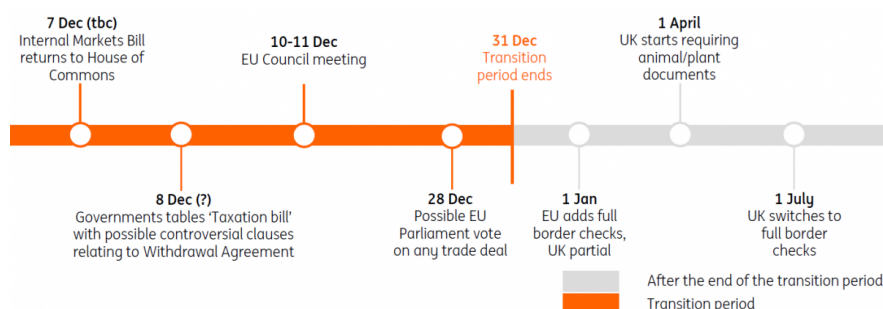 7 Dec (tbc)
Internal Markets Bill
returns to House of
Commons
10-11 Dec
EU Council meeting
31 Dec
Transition
period ends
1 April
UK starts requiring
animal/plant
documents
8 Dec (?)
Governments tables ‘Taxation bill’
with possible controversial clauses
relating to Withdrawal Agreement
28 Dec
Possible EU
Parliament vote
on any trade deal
1 Jan
EU adds full
border checks,
UK partial
1 July
UK switches to
full border
checks
After the end of the transition period
Transition period